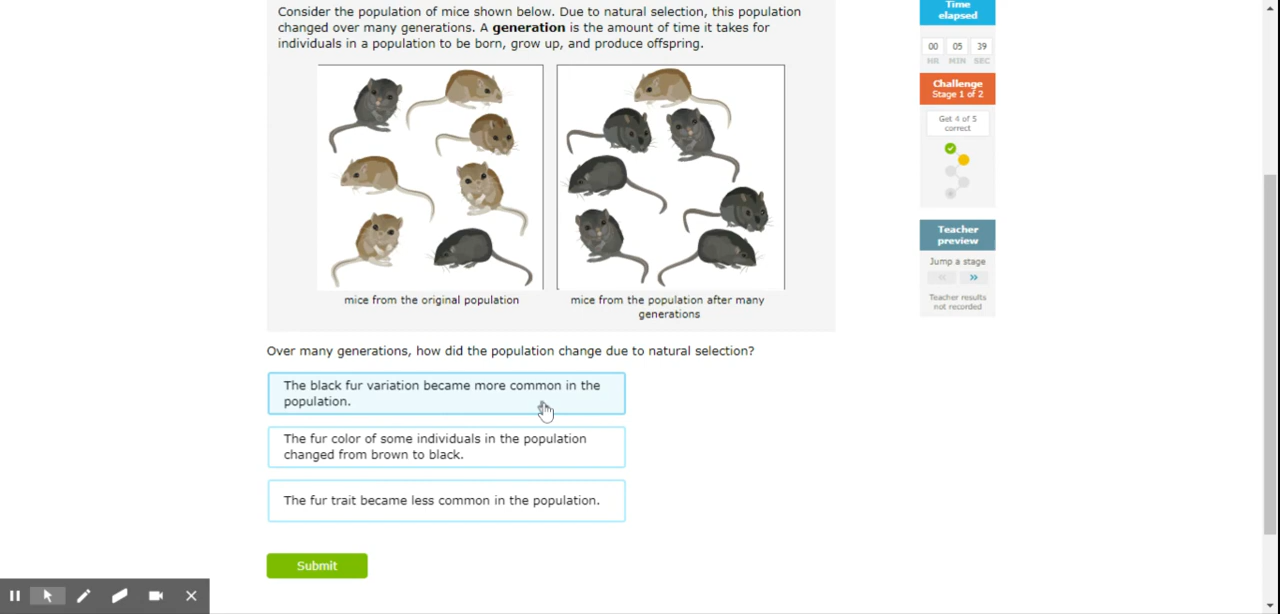 Consider the population of mice shown below. Due to natural selection, this population
changed over many generations. A generation is the amount of time it takes for
individuals in a population to be born, grow up, and produce offspring.
mice from the original population
mice from the population after many
generations
Over many generations, how did the population change due to natural selection?
The black fur variation became more common in the
population.
The fur color of some individuals in the population
changed from brown to black.
The fur trait became less common in the population.
Submit
Time
elapsed
00 05 39
HR MIN SEC
Challenge
Stage 1 of 2
Get 4 of 5
correct
Teacher
preview
Jump a stage
Teacher results
not recorded